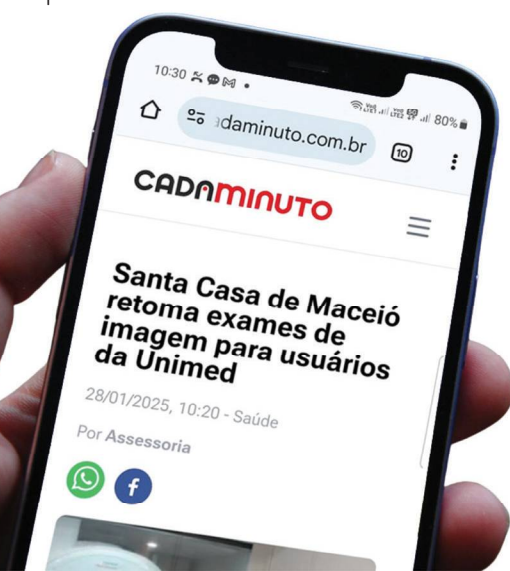 10:30
80%
daminuto.com.br
10
CADAMINUTO
Santa Casa de Maceió
retoma exames de
imagem para usuários
da Unimed
28/01/2025, 10:20 - Saúde
Por Assessoria